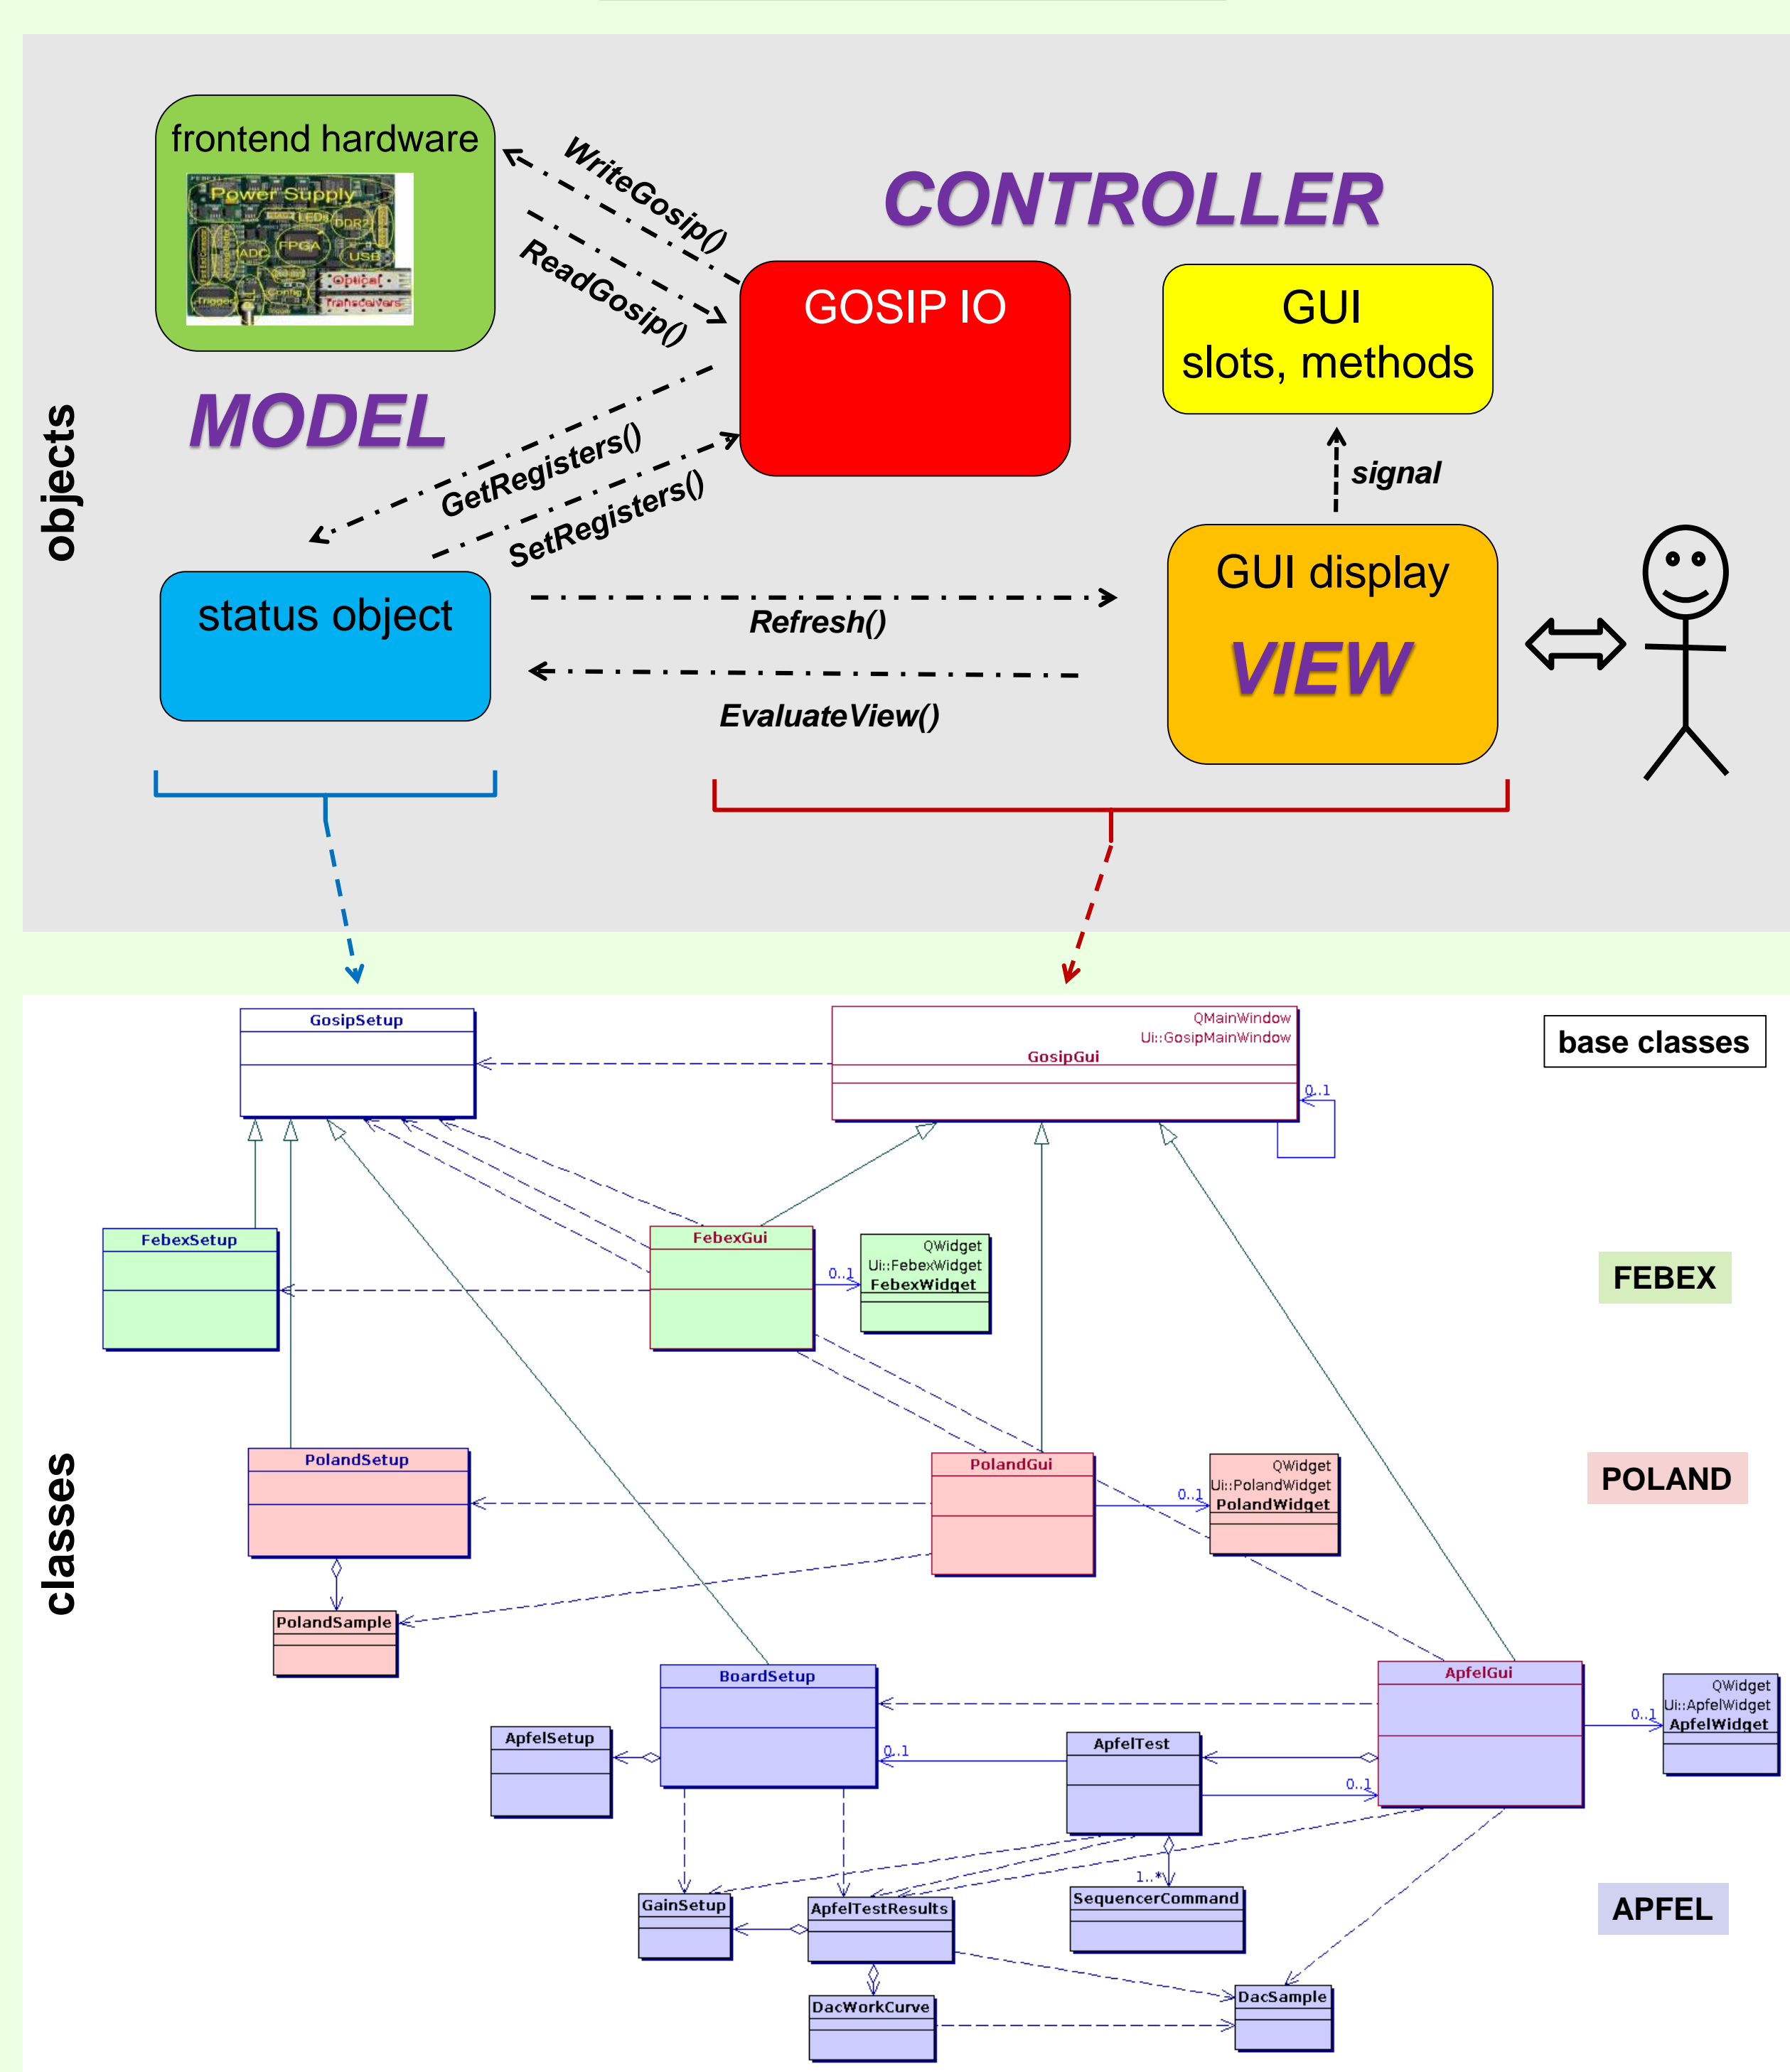 frontend hardware
Power Supply
LEDs
DDR2
ADC
FPGA
USB
Optical
Config.
Transceivers
Trigger
WriteGosip()
ReadGosip()
CONTROLLER
GOSIP IO
GUI
slots, methods
MODEL
GetRegisters()
SetRegisters()
signal
objects
status object
GUI display
VIEW
Refresh()
EvaluateView()
GosipSetup
QMainWindow
Ui::GosipMainWindow
GosipGui
0..1
base classes
FebexSetup
FebexGui
0..1
QWidget
Ui::FebexWidget
FebexWidget
FEBEX
classes
PolandSetup
PolandGui
0..1
QWidget
Ui::PolandWidget
PolandWidget
POLAND
PolandSample
BoardSetup
ApfelGui
0..1
QWidget
Ui::ApfelWidget
ApfelWidget
ApfelSetup
0..1
ApfelTest
0..1
1..*
GainSetup
ApfelTestResults
SequencerCommand
APFEL
DacWorkCurve
DacSample